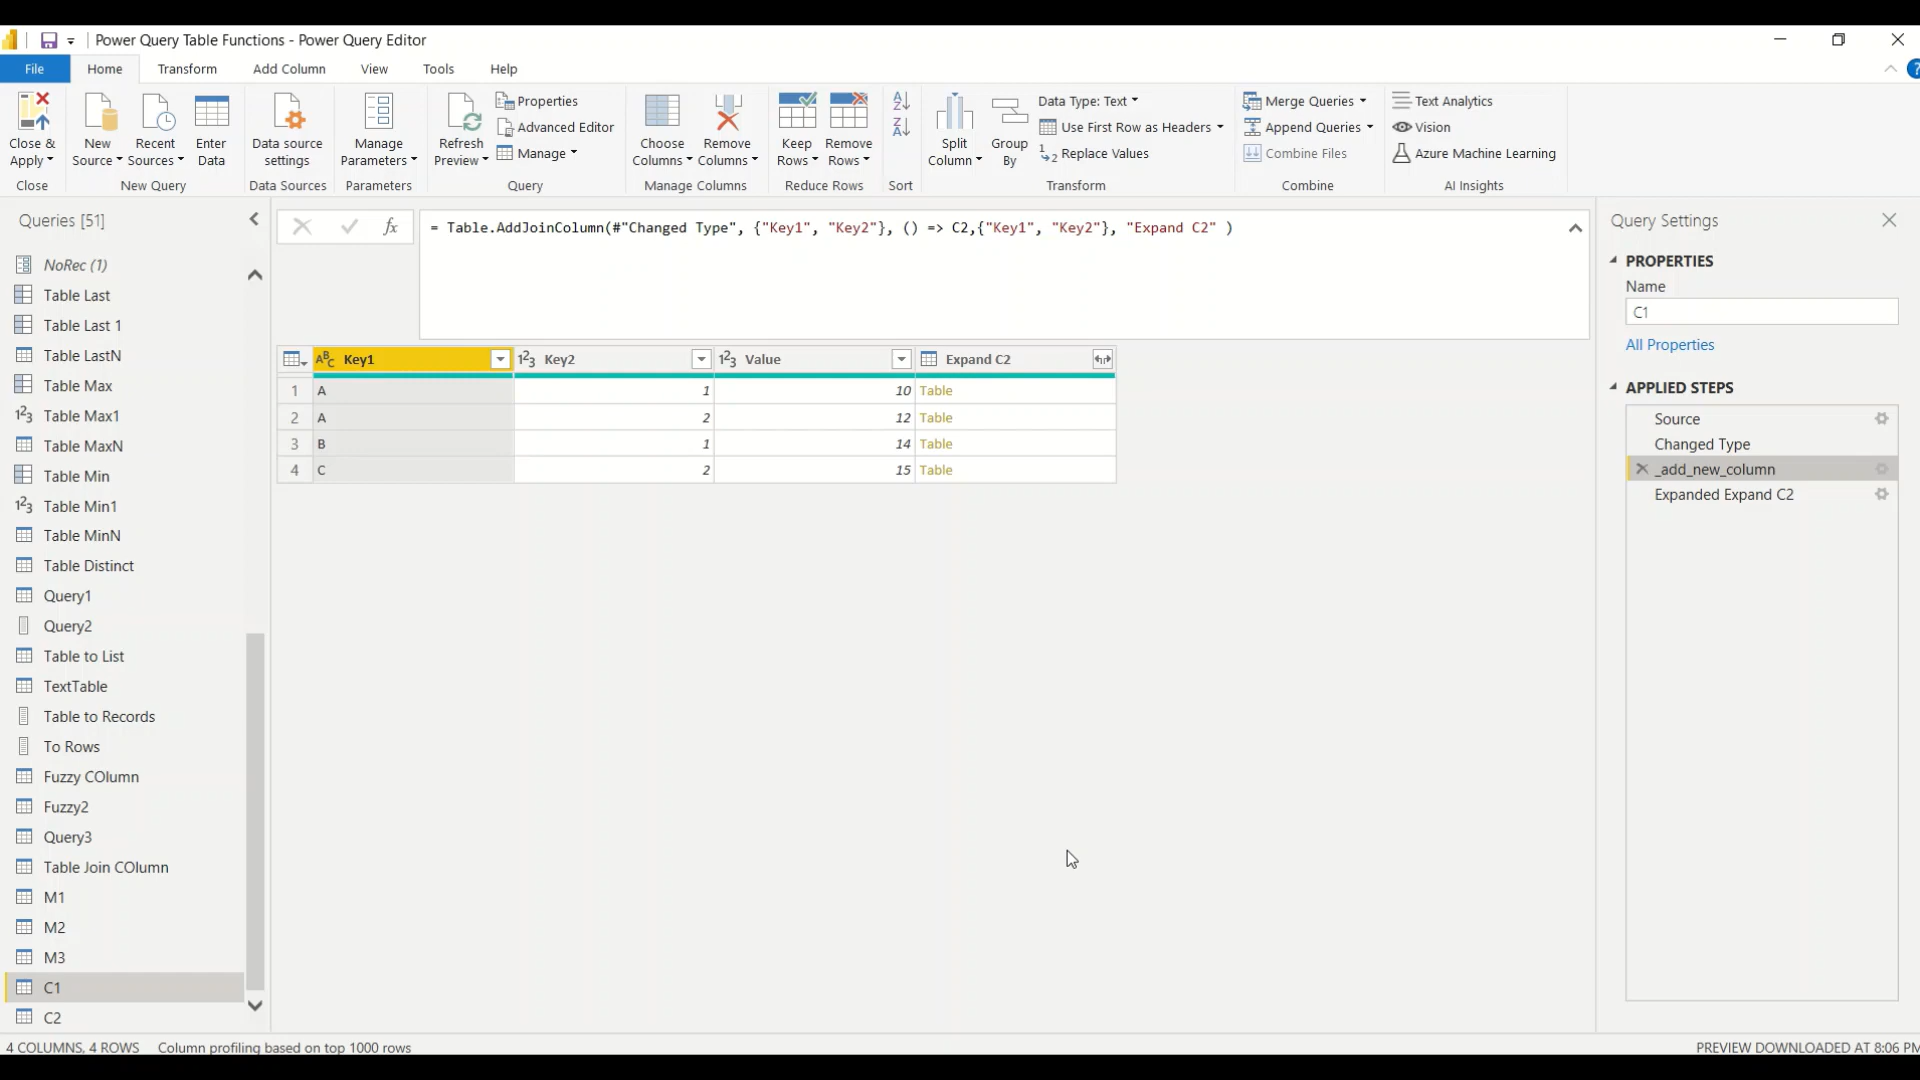 Power Query Table Functions - Power Query Editor
File
Home
Transform
Add Column
View
Tools
Help
Close &
Apply
Close
New
Source
Recent
Sources
Enter
Data
New Query
Data source
settings
Data Sources
Manage
Parameters
Parameters
Refresh
Preview
Properties
Advanced Editor
Manage
Query
Choose
Columns
Remove
Columns
Manage Columns
Keep
Rows
Remove
Rows
Reduce Rows
Sort
Split
Column
Group
By
Data Type: Text
Use First Row as Headers
Replace Values
Transform
Merge Queries
Append Queries
Combine Files
Combine
Text Analytics
Vision
Azure Machine Learning
AI Insights
Queries [51]
NoRec (1)
Table Last
Table Last 1
Table LastN
Table Max
Table Max1
Table MaxN
Table Min
Table Min1
Table MinN
Table Distinct
Query1
Query2
Table to List
TextTable
Table to Records
To Rows
Fuzzy COlumn
Fuzzy2
Query3
Table Join COlumn
M1
M2
M3
C1
C2
= Table.AddJoinColumn(#"Changed Type", {"Key1", "Key2"}, () => C2,{"Key1", "Key2"}, "Expand C2" )
Key1 Key2 Value Expand C2
1 A 1 10 Table
2 A 2 12 Table
3 B 1 14 Table
4 C 2 15 Table
Query Settings
PROPERTIES
Name
C1
All Properties
APPLIED STEPS
Source
Changed Type
_add_new_column
Expanded Expand C2
4 COLUMNS, 4 ROWS
Column profiling based on top 1000 rows
PREVIEW DOWNLOADED AT 8:06 PM